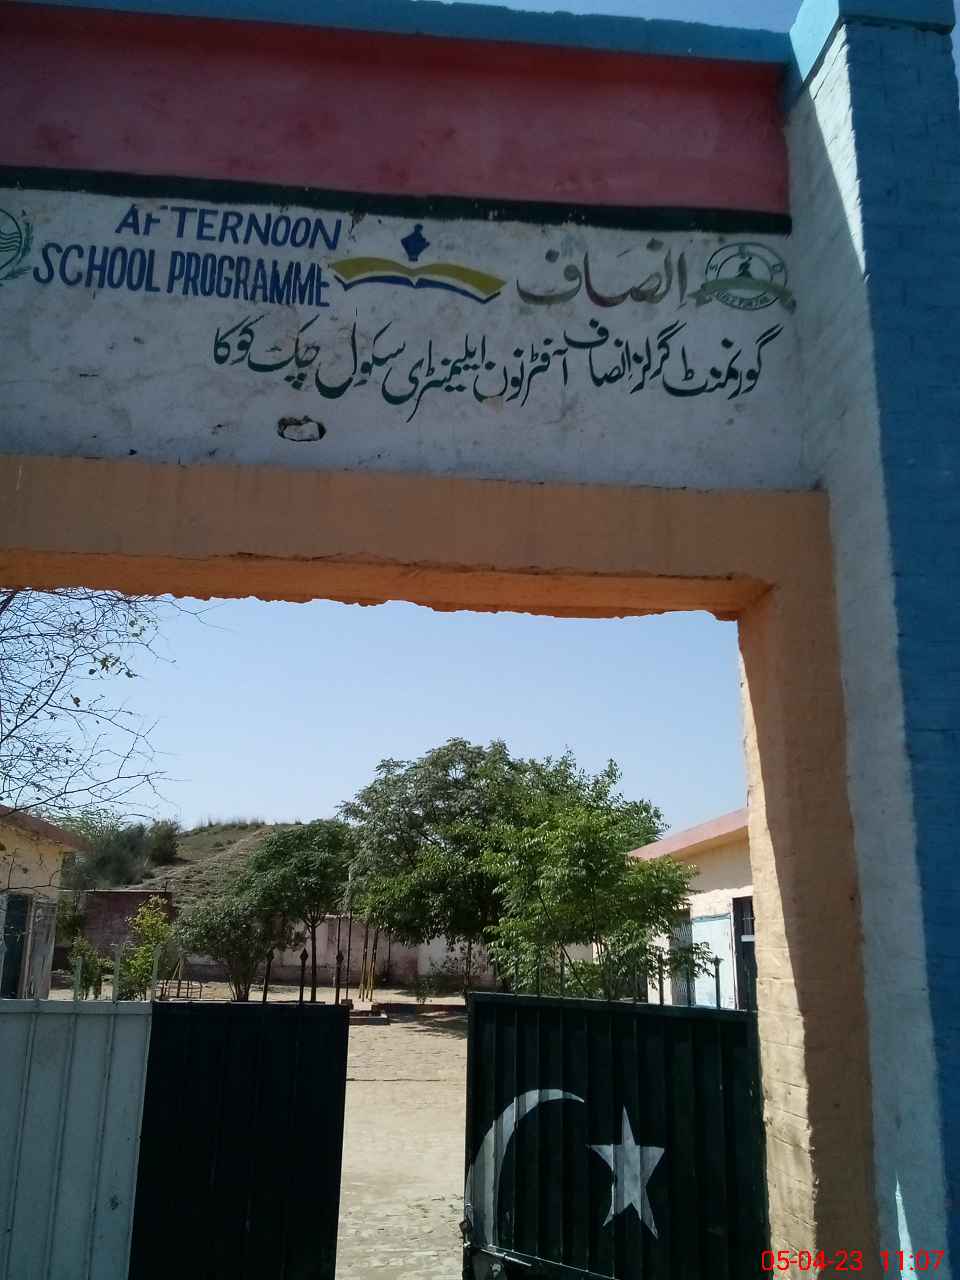 AFTERNOON
SCHOOL PROGRAMME
انصاف
گورنمنٹ گرلز انصاف آفٹرنون ایلیمنٹری سکول چک کوکا
05-04-23 11:07